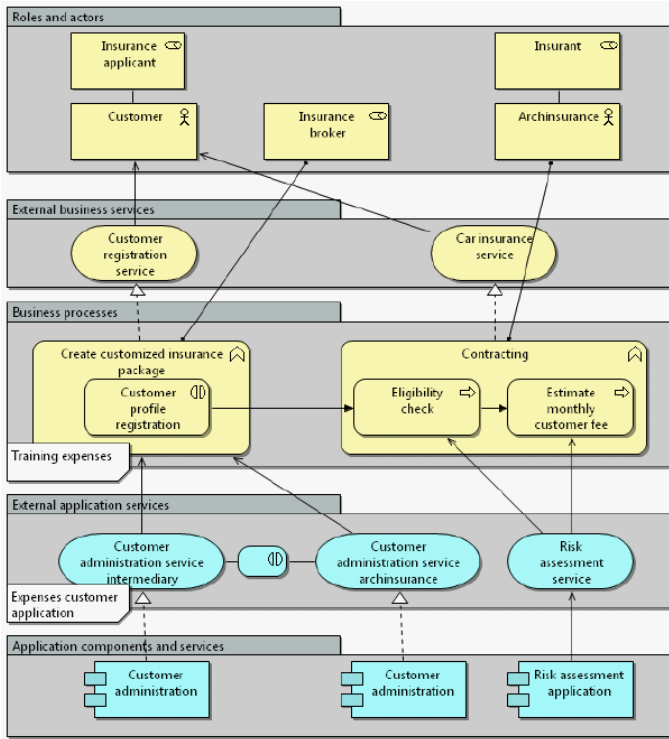 Roles and actors
Insurance
applicant
Insurant
Customer
Insurance
broker
Archinsurance
External business services
Customer
registration
service
Car insurance
service
Business processes
Create customized insurance
package
Contracting
Customer
profile
registration
Eligibility
check
Estimate
monthly
customer fee
Training expenses
External application services
Customer
administration service
intermediary
Customer
administration service
archinsurance
Risk
assessment
service
Expenses customer
application
Application components and services
Customer
administration
Customer
administration
Risk assessment
application